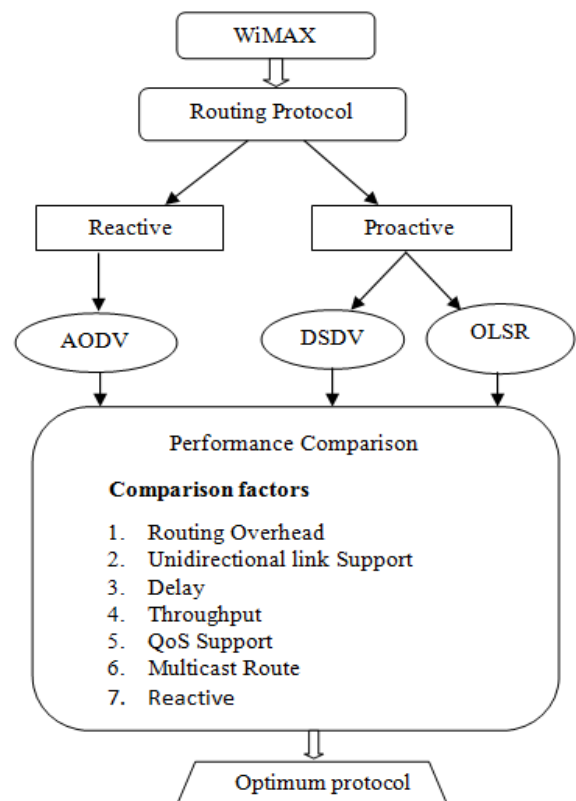 WiMAX
Routing Protocol
Reactive
Proactive
AODV
DSDV
OLSR
Performance Comparison
Comparison factors
1. Routing Overhead
2. Unidirectional link Support
3. Delay
4. Throughput
5. QoS Support
6. Multicast Route
7. Reactive
Optimum protocol